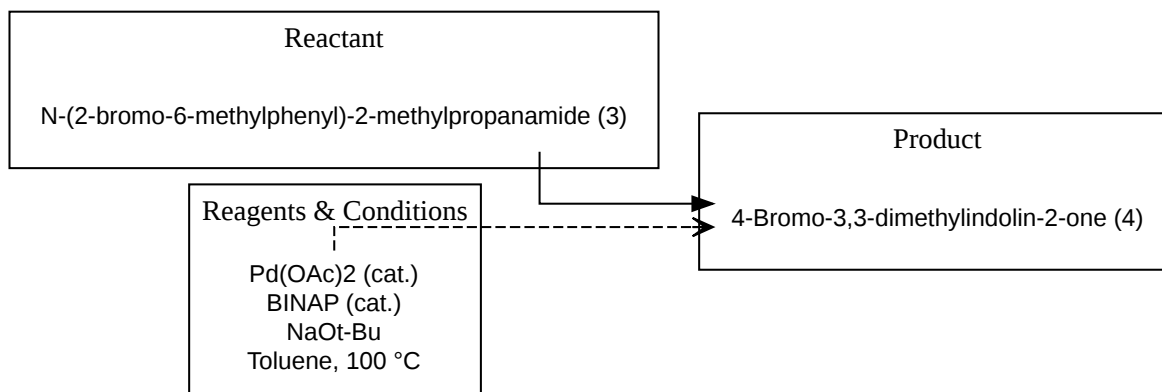 Reactant
N-(2-bromo-6-methylphenyl)-2-methylpropanamide (3)
Reagents & Conditions
Pd(OAc)2 (cat.)
BINAP (cat.)
NaOt-Bu
Toluene, 100 °C
Product
4-Bromo-3,3-dimethylindolin-2-one (4)